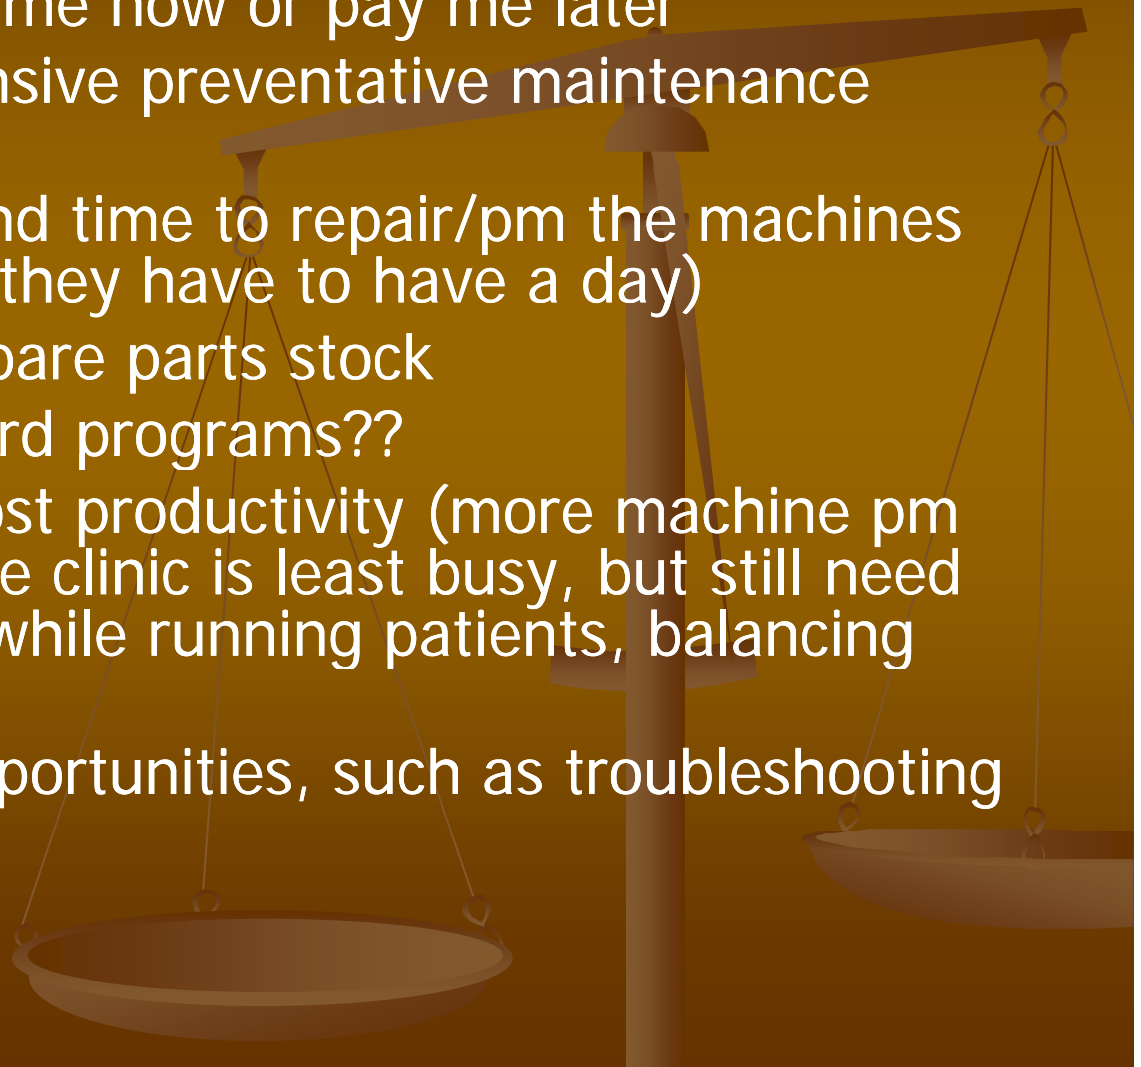 me now or pay me later
nsive preventative maintenance
nd time to repair/pm the machines
they have to have a day)
pare parts stock
rd programs??
ost productivity (more machine pm
e clinic is least busy, but still need
while running patients, balancing
portunities, such as troubleshooting